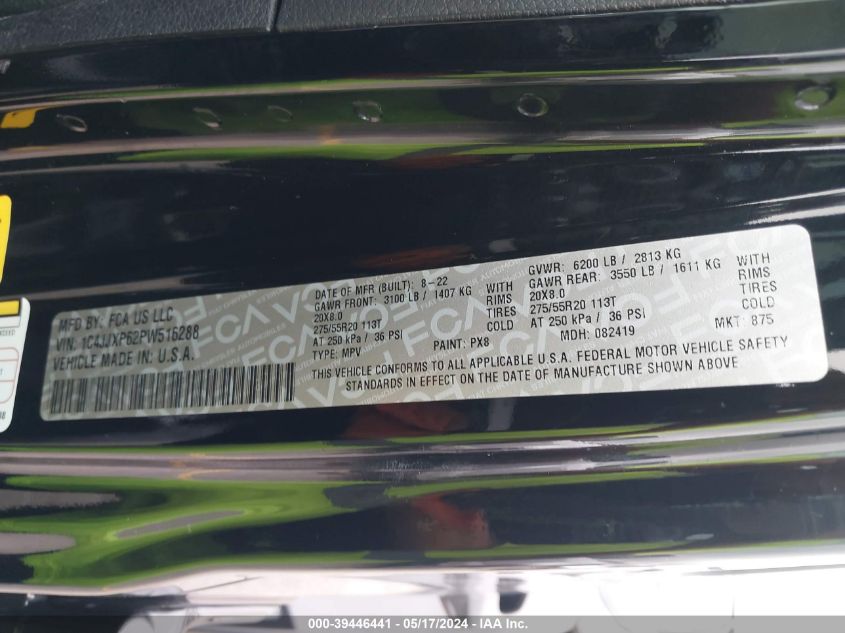 MFD BY: FCA US LLC
VIN: 1C4JJXP62PW516288
VEHICLE MADE IN: U.S.A.
DATE OF MFR (BUILT): 8-22
GAWR FRONT: 3100 LB / 1407 KG WITH
20X8.0 RIMS
275/55R20 113T TIRES
AT 250 kPa / 36 PSI COLD
TYPE: MPV PAINT: PX8
GVWR: 6200 LB / 2813 KG
GAWR REAR: 3550 LB / 1611 KG WITH
20X8.0 RIMS
275/55R20 113T TIRES
AT 250 kPa / 36 PSI COLD
MDH: 082419 MKT: 875
THIS VEHICLE CONFORMS TO ALL APPLICABLE U.S.A. FEDERAL MOTOR VEHICLE SAFETY
STANDARDS IN EFFECT ON THE DATE OF MANUFACTURE SHOWN ABOVE
000-39446441 - 05/17/2024 - IAA Inc.